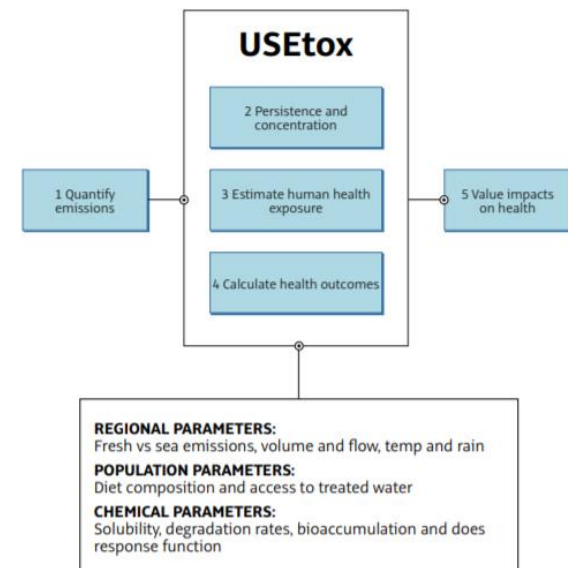 USEtox
2 Persistence and
concentration
1 Quantify
emissions
3 Estimate human health
exposure
5 Value impacts
on health
4 Calculate health outcomes
REGIONAL PARAMETERS:
Fresh vs sea emissions, volume and flow, temp and rain
POPULATION PARAMETERS:
Diet composition and access to treated water
CHEMICAL PARAMETERS:
Solubility, degradation rates, bioaccumulation and does
response function